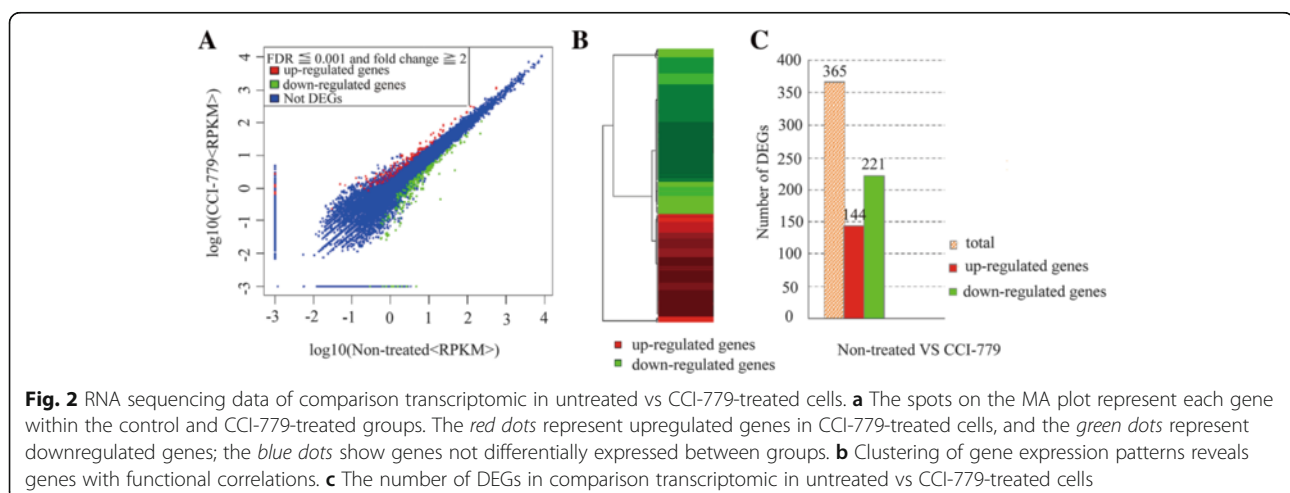 A
FDR ≦ 0.001 and fold change ≧ 2
up-regulated genes
down-regulated genes
Not DEGs
log10(CCI-779<RPKM>)
4
3
2
1
0
-1
-2
-3
-3 -2 -1 0 1 2 3 4
log10(Non-treated<RPKM>)
B
up-regulated genes
down-regulated genes
C
Number of DEGs
400
350
300
250
200
150
100
50
0
365
144
221
total
up-regulated genes
down-regulated genes
Non-treated VS CCI-779
Fig. 2 RNA sequencing data of comparison transcriptomic in untreated vs CCI-779-treated cells. a The spots on the MA plot represent each gene
within the control and CCI-779-treated groups. The red dots represent upregulated genes in CCI-779-treated cells, and the green dots represent
downregulated genes; the blue dots show genes not differentially expressed between groups. b Clustering of gene expression patterns reveals
genes with functional correlations. c The number of DEGs in comparison transcriptomic in untreated vs CCI-779-treated cells